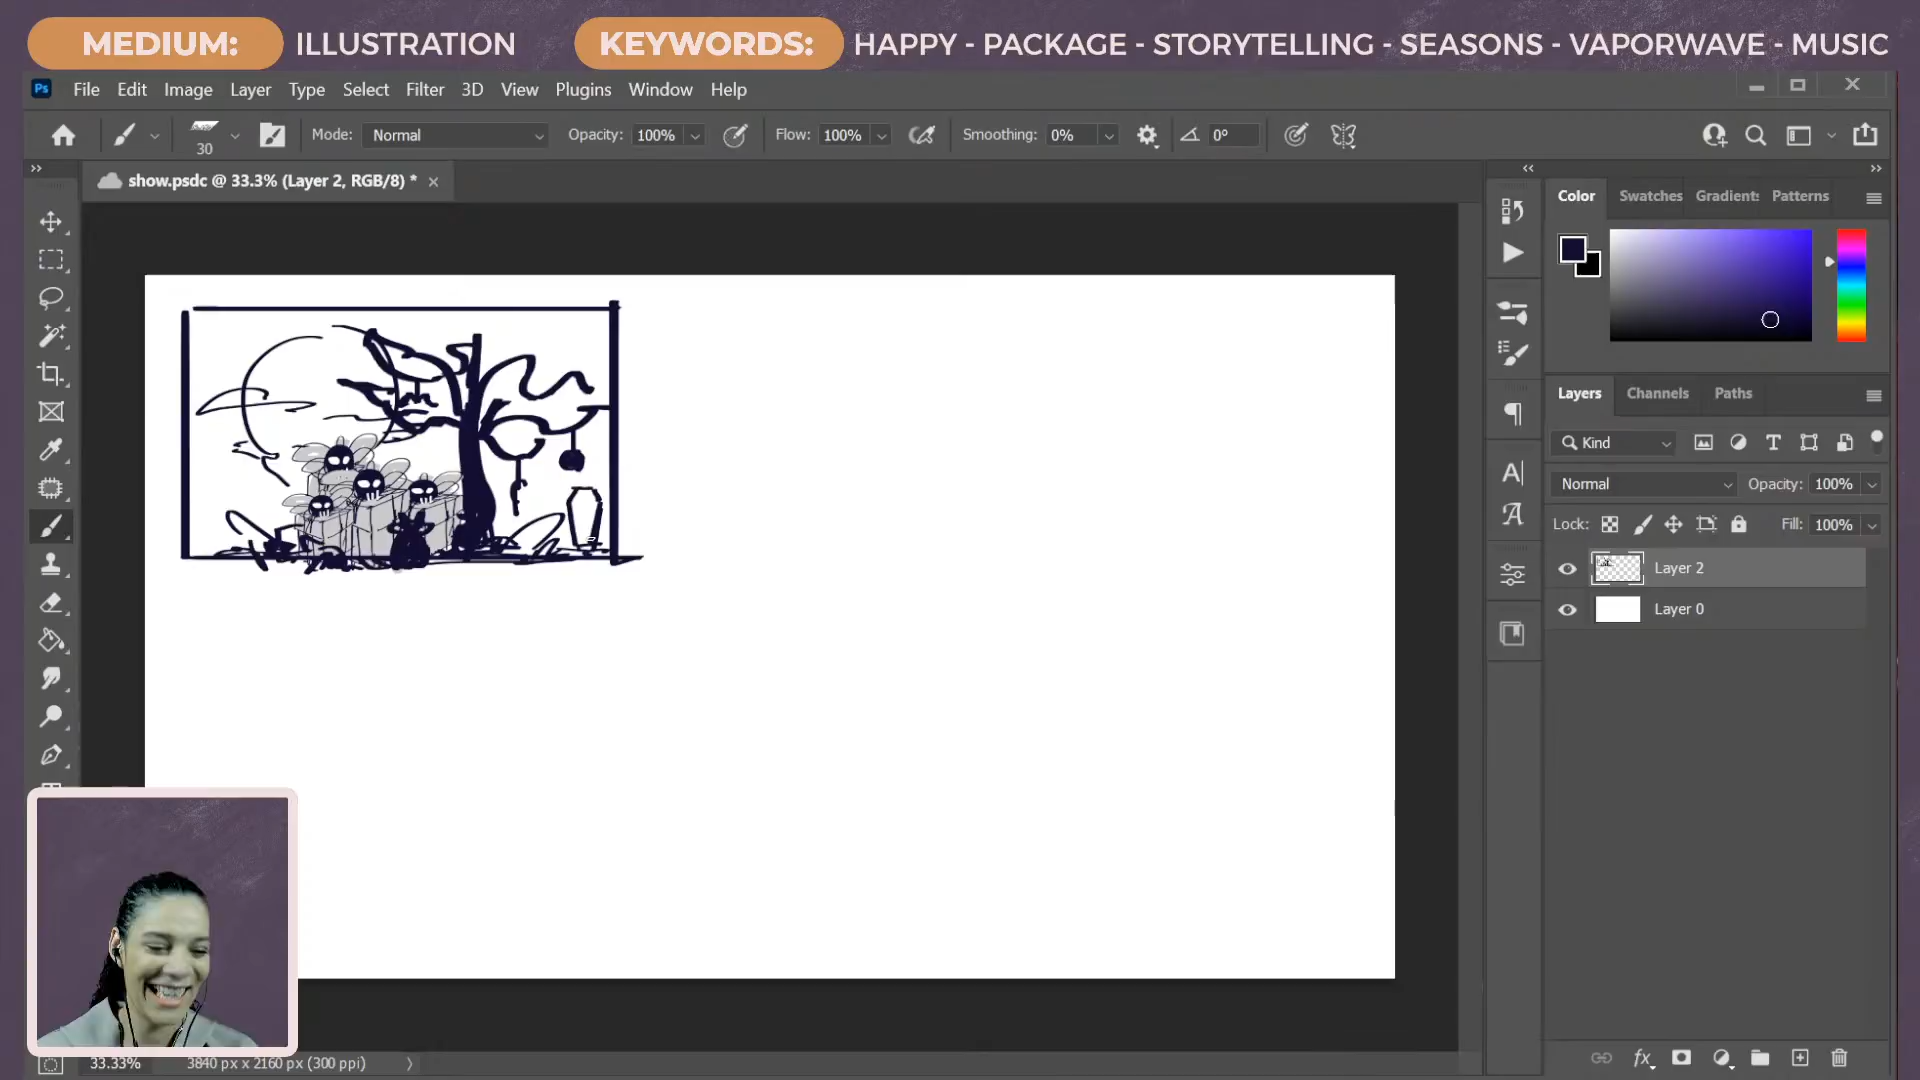 MEDIUM: ILLUSTRATION KEYWORDS: HAPPY - PACKAGE - STORYTELLING - SEASONS - VAPORWAVE - MUSIC
Ps File Edit Image Layer Type Select Filter 3D View Plugins Window Help
30 Mode: Normal Opacity: 100% Flow: 100% Smoothing: 0% 0°
show.psdc @ 33.3% (Layer 2, RGB/8) *
Color Swatches Gradients Patterns
Layers Channels Paths
Kind
Normal Opacity: 100%
Lock: Fill: 100%
Layer 2
Layer 0
33.33% 3840 px x 2160 px (300 ppi)